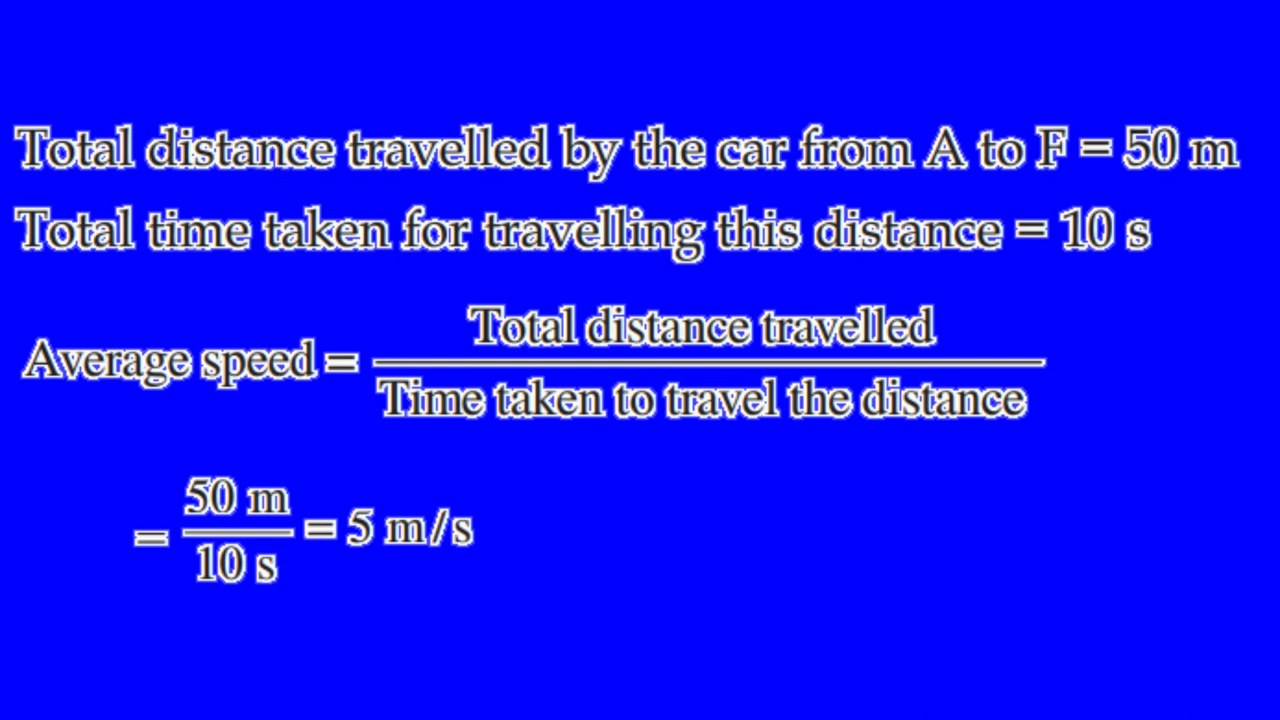 Total distance travelled by the car from A to F = 50 m
Total time taken for travelling this distance = 10 s
Average speed = Total distance travelled / Time taken to travel the distance
= 50 m / 10 s = 5 m/s